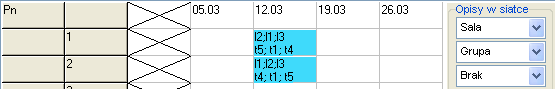 Pn 05.03 12.03 19.03 26.03 Opisy w siatce
1 l2;l1;l3 Sala
t5; t1; t4
Grupa
2 l1;l2;l3
t4; t1; t5 Brak